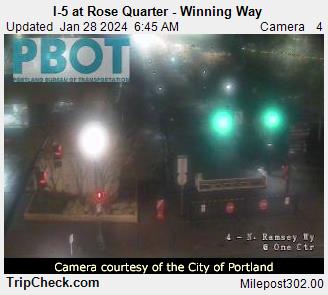 I-5 at Rose Quarter - Winning Way
Updated Jan 28 2024 6:45 AM Camera 4
PBOT
PORTLAND BUREAU OF TRANSPORTATION
4 - N. Ramsey Wy
@ One Ctr
Camera courtesy of the City of Portland
TripCheck.com Milepost302.00